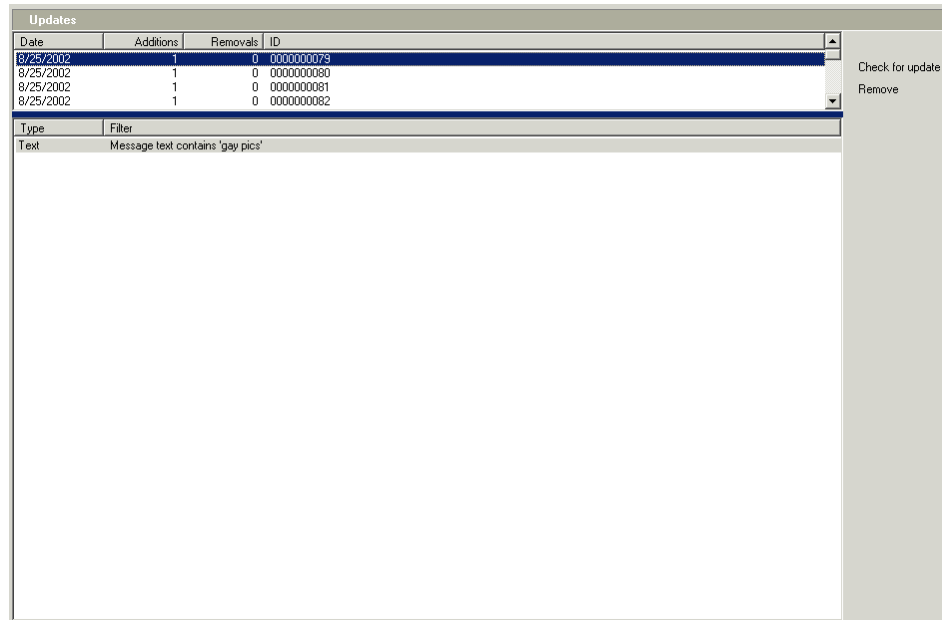 Updates
Date Additions Removals ID
8/25/2002 1 0 0000000079
8/25/2002 1 0 0000000080
8/25/2002 1 0 0000000081
8/25/2002 1 0 0000000082
Check for update
Remove
Type Filter
Text Message text contains 'gay pics'